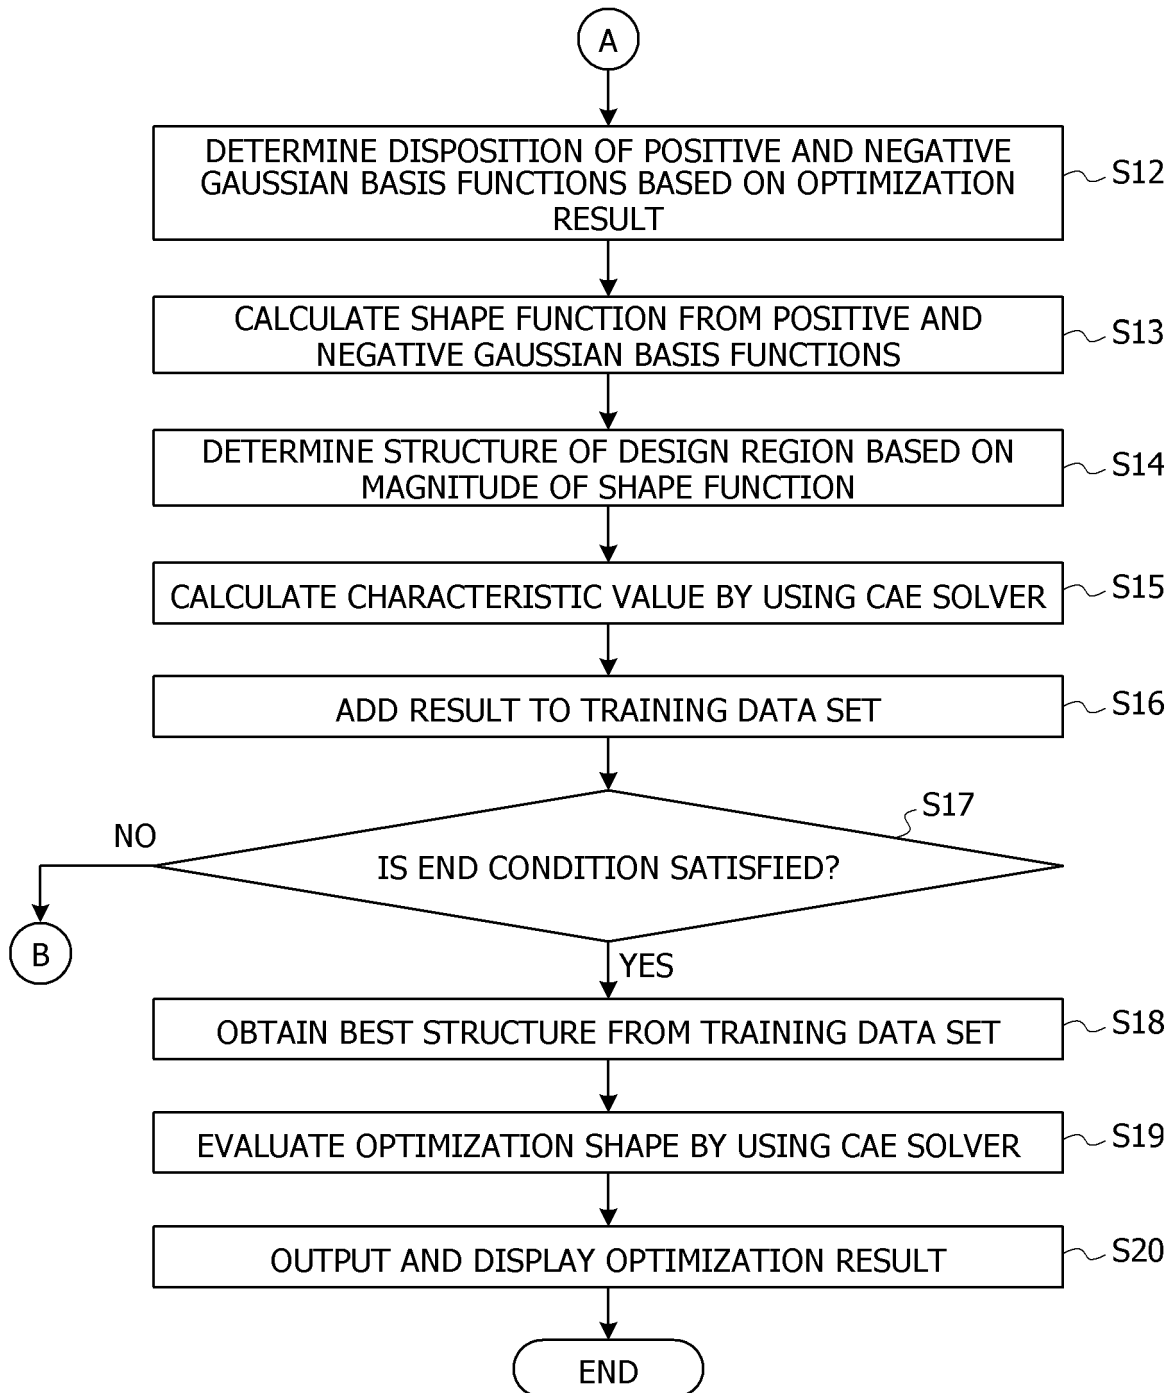 A
DETERMINE DISPOSITION OF POSITIVE AND NEGATIVE
GAUSSIAN BASIS FUNCTIONS BASED ON OPTIMIZATION
RESULT
S12
CALCULATE SHAPE FUNCTION FROM POSITIVE AND
NEGATIVE GAUSSIAN BASIS FUNCTIONS
S13
DETERMINE STRUCTURE OF DESIGN REGION BASED ON
MAGNITUDE OF SHAPE FUNCTION
S14
CALCULATE CHARACTERISTIC VALUE BY USING CAE SOLVER
S15
ADD RESULT TO TRAINING DATA SET
S16
S17
NO
IS END CONDITION SATISFIED?
B
YES
OBTAIN BEST STRUCTURE FROM TRAINING DATA SET
S18
EVALUATE OPTIMIZATION SHAPE BY USING CAE SOLVER
S19
OUTPUT AND DISPLAY OPTIMIZATION RESULT
S20
END